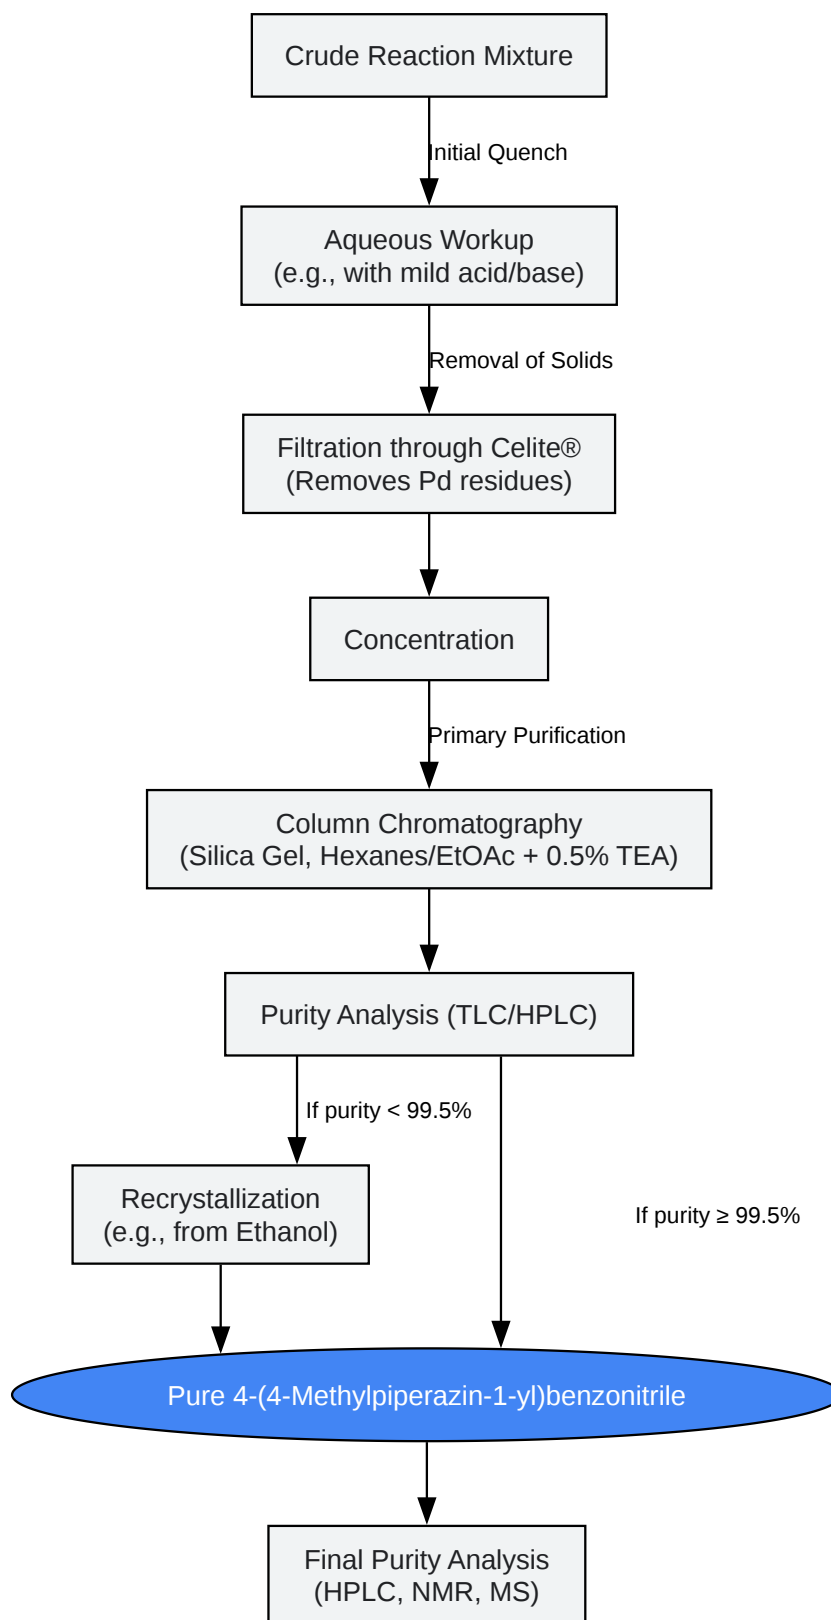 Crude Reaction Mixture
Initial Quench
Aqueous Workup
(e.g., with mild acid/base)
Removal of Solids
Filtration through Celite®
(Removes Pd residues)
Concentration
Primary Purification
Column Chromatography
(Silica Gel, Hexanes/EtOAc + 0.5% TEA)
Purity Analysis (TLC/HPLC)
If purity < 99.5%
Recrystallization
(e.g., from Ethanol)
If purity ≥ 99.5%
Pure 4-(4-Methylpiperazin-1-yl)benzonitrile
Final Purity Analysis
(HPLC, NMR, MS)